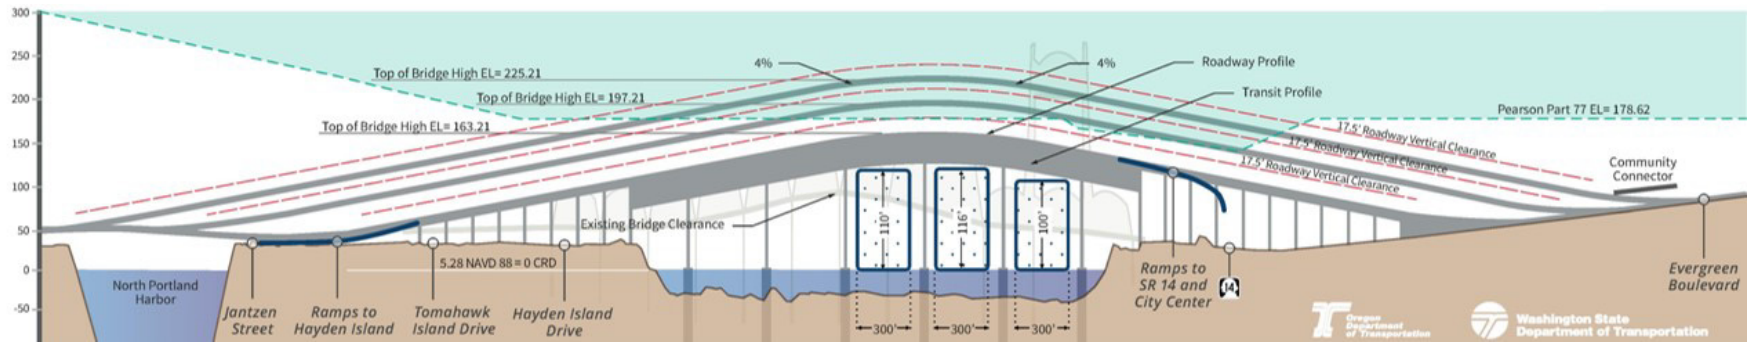 300
250
200
150
100
50
0
-50
Top of Bridge High EL= 225.21
Top of Bridge High EL= 197.21
Top of Bridge High EL= 163.21
4%
4%
Roadway Profile
Transit Profile
Pearson Part 77 EL= 178.62
17.5' Roadway Vertical Clearance
17.5' Roadway Vertical Clearance
17.5' Roadway Vertical Clearance
Community
Connector
Existing Bridge Clearance
110'
116'
100'
5.28 NAVD 88 = 0 CRD
North Portland
Harbor
Jantzen
Street
Ramps to
Hayden Island
Tomahawk
Island Drive
Hayden Island
Drive
300'
300'
300'
Ramps to
SR 14 and
City Center
14
Evergreen
Boulevard
Oregon
Department
of Transportation
Washington State
Department of Transportation